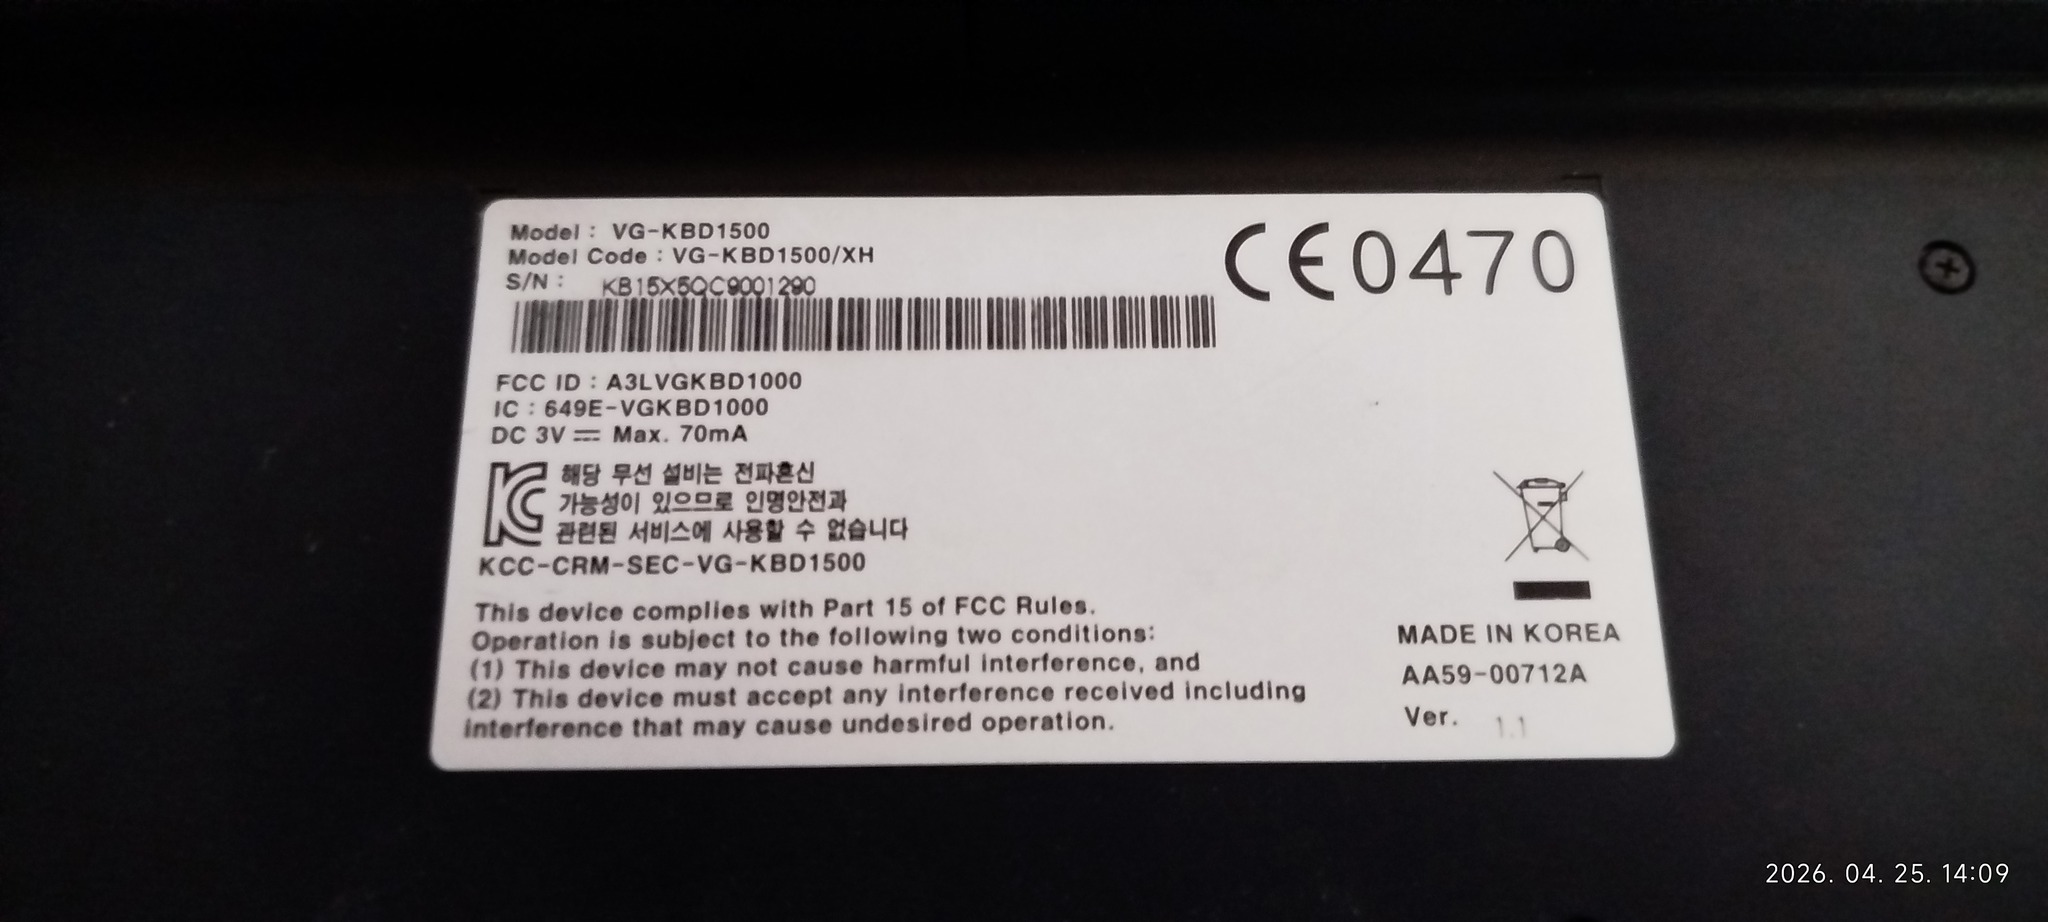 Model : VG-KBD1500
Model Code : VG-KBD1500/XH
S/N : KB15X5QC9001290
CE0470
FCC ID : A3LVGKBD1000
IC : 649E-VGKBD1000
DC 3V Max. 70mA
해당 무선 설비는 전파혼신
가능성이 있으므로 인명안전과
관련된 서비스에 사용할 수 없습니다
KCC-CRM-SEC-VG-KBD1500
This device complies with Part 15 of FCC Rules.
Operation is subject to the following two conditions:
(1) This device may not cause harmful interference, and
(2) This device must accept any interference received including
interference that may cause undesired operation.
MADE IN KOREA
AA59-00712A
Ver. 1.1
2026. 04. 25. 14:09